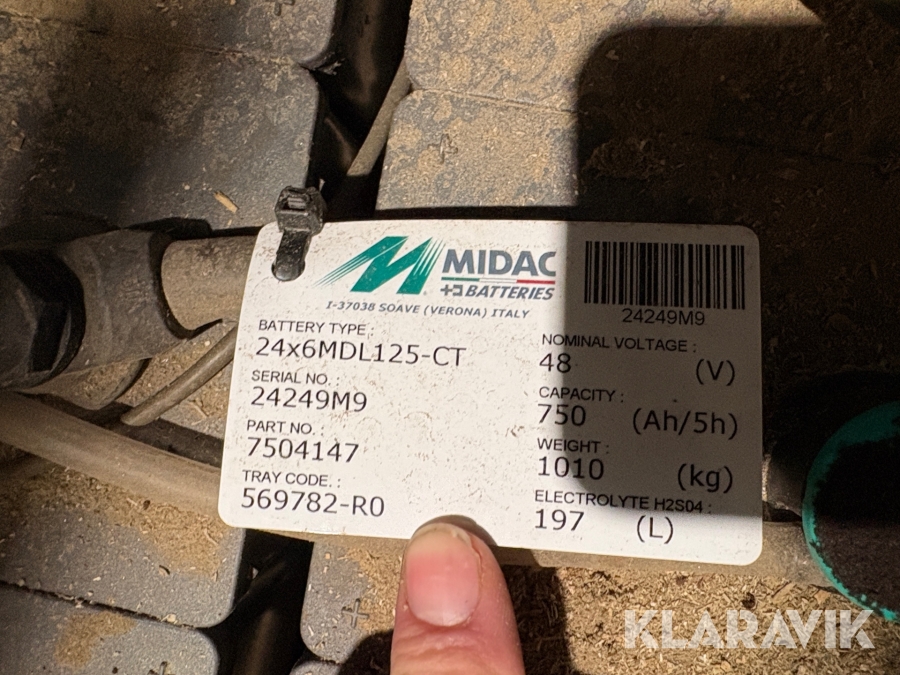 MIDAC
BATTERIES
I-37038 SOAVE (VERONA) ITALY
24249M9
BATTERY TYPE :
24x6MDL125-CT
SERIAL NO. :
24249M9
PART NO. :
7504147
TRAY CODE. :
569782-R0
NOMINAL VOLTAGE :
48 (V)
CAPACITY :
750 (Ah/5h)
WEIGHT :
1010 (kg)
ELECTROLYTE H2S04 :
197 (L)
KLARAVIK